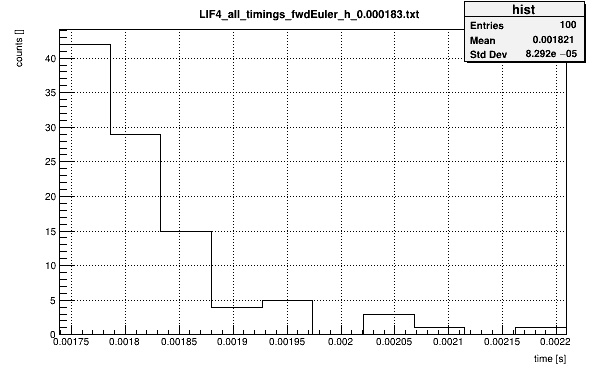 LIF4_all_timings_fwdEuler_h_0.000183.txt
hist
Entries 100
Mean 0.001821
Std Dev 8.292e −05
counts []
40
35
30
25
20
15
10
5
0
0.00175 0.0018 0.00185 0.0019 0.00195 0.002 0.00205 0.0021 0.00215 0.0022
time [s]